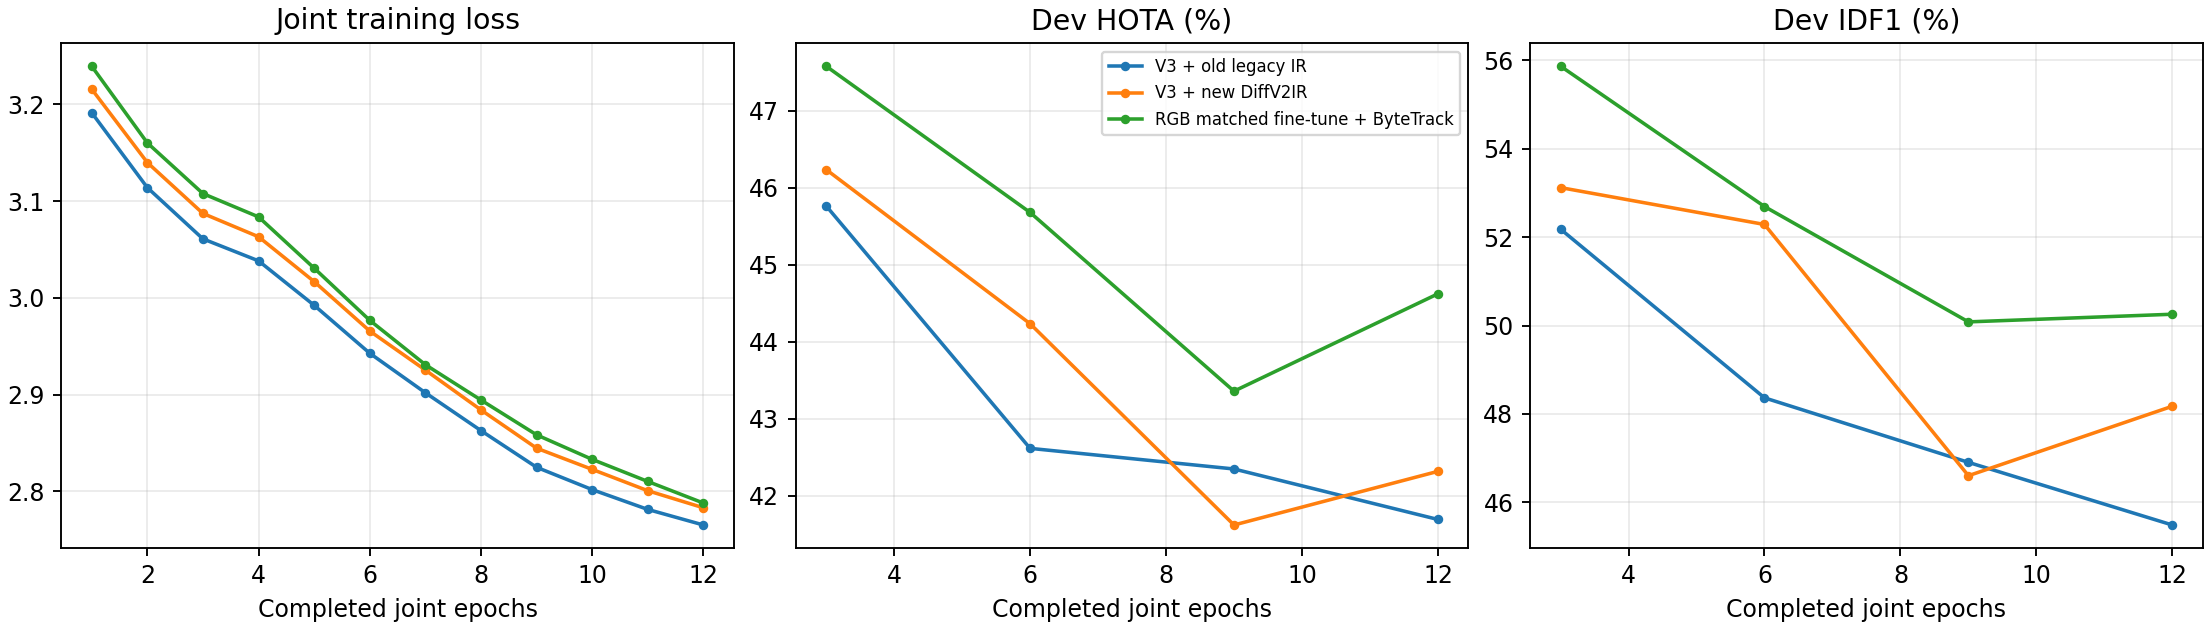 Joint training loss
3.2
3.1
3.0
2.9
2.8
2 4 6 8 10 12
Completed joint epochs
Dev HOTA (%)
V3 + old legacy IR
V3 + new DiffV2IR
RGB matched fine-tune + ByteTrack
47
46
45
44
43
42
4 6 8 10 12
Completed joint epochs
Dev IDF1 (%)
56
54
52
50
48
46
4 6 8 10 12
Completed joint epochs